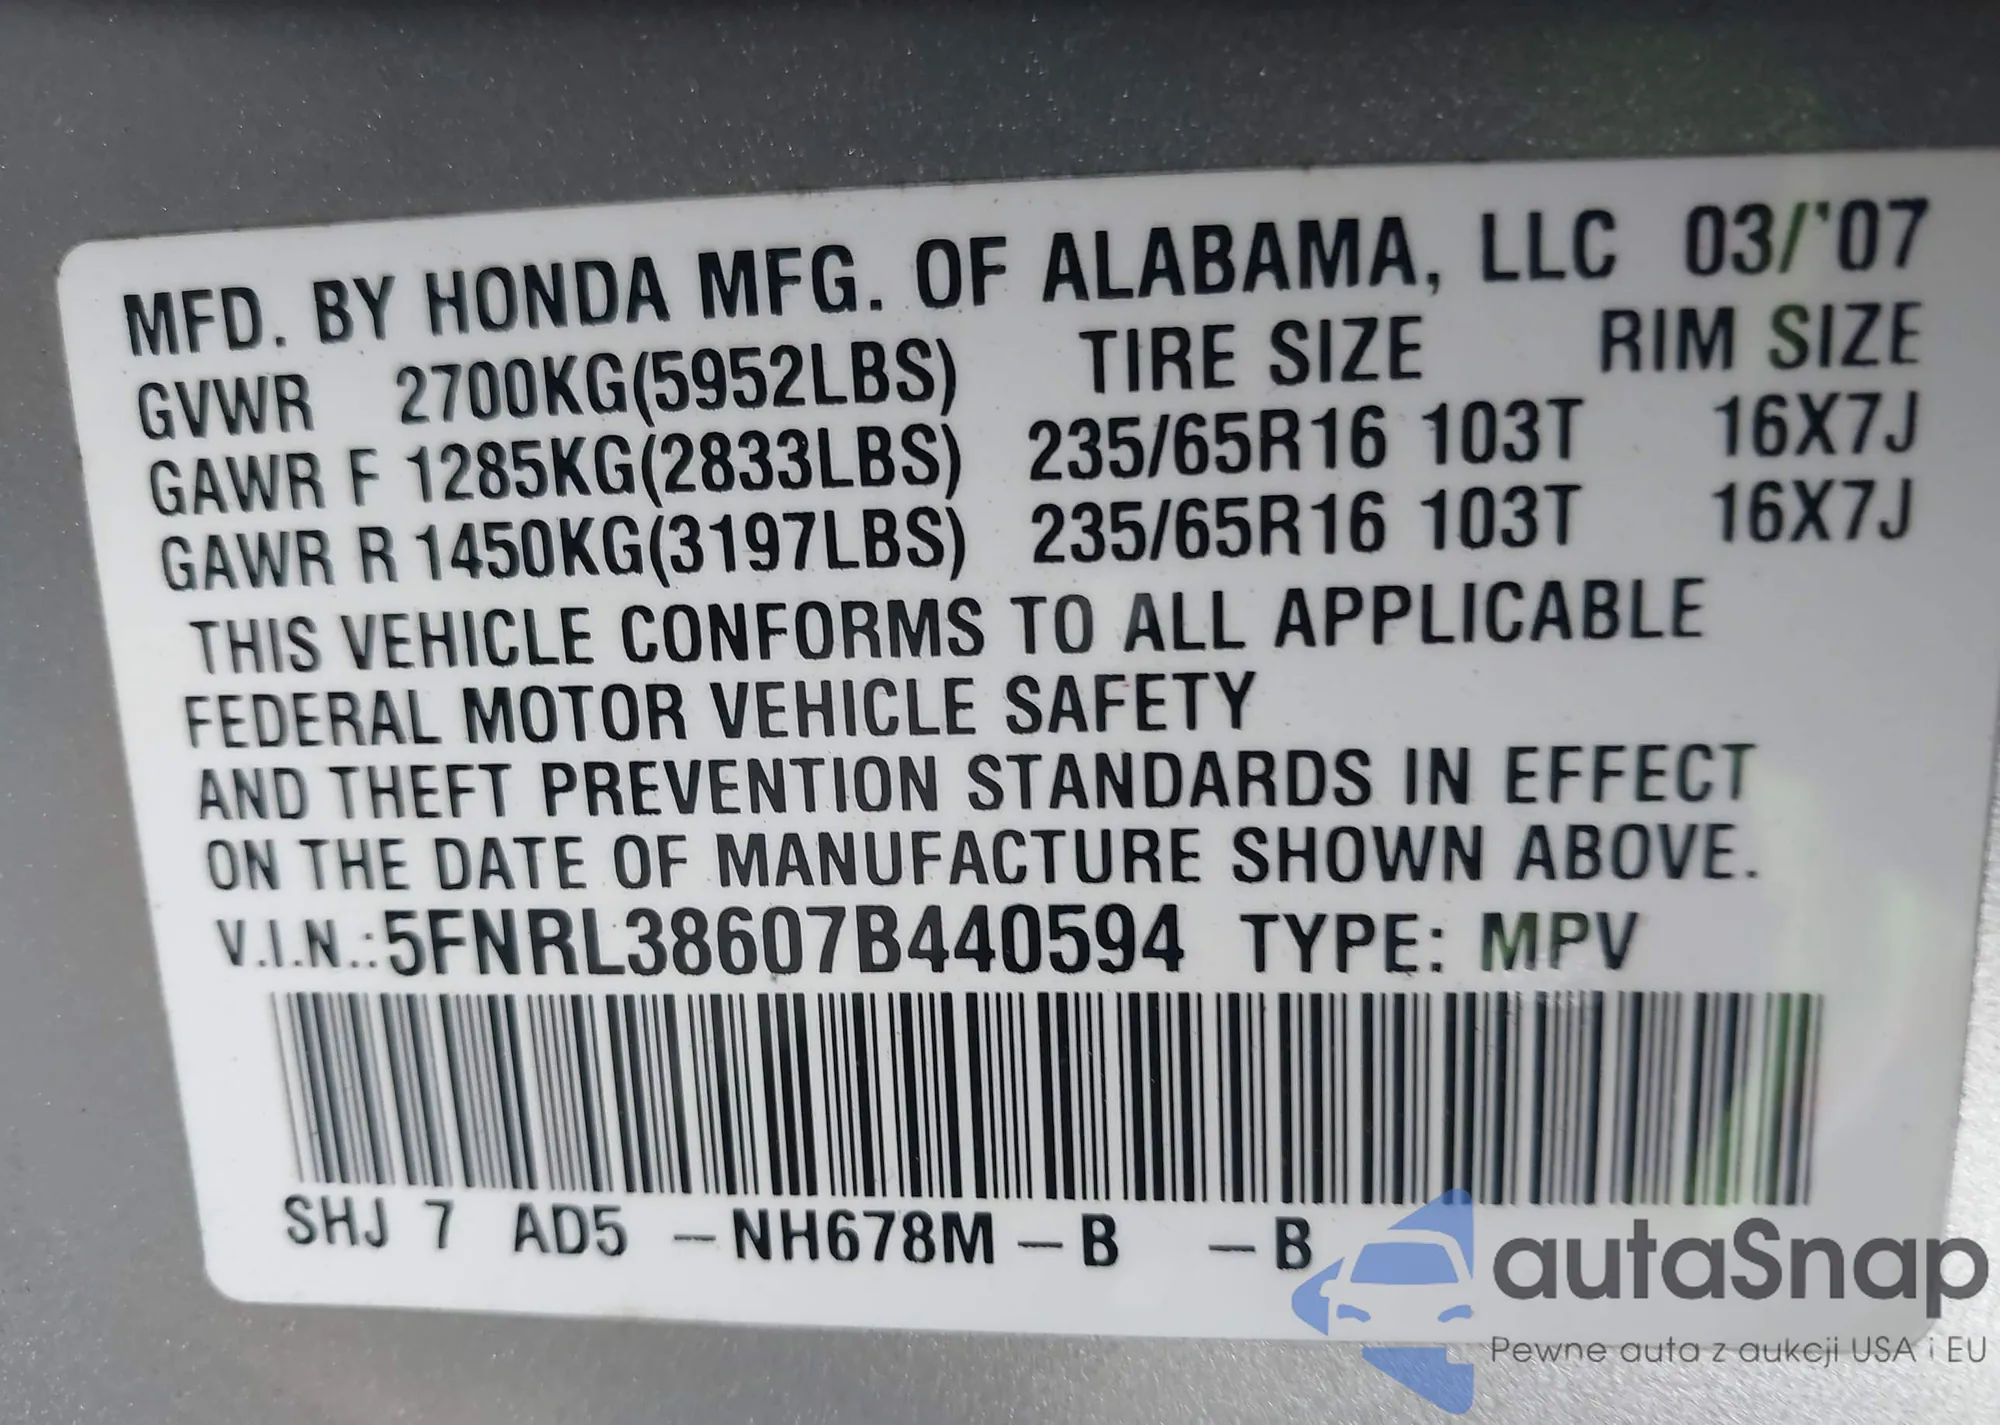 MFD. BY HONDA MFG. OF ALABAMA, LLC 03/'07
GVWR 2700KG(5952LBS) TIRE SIZE RIM SIZE
GAWR F 1285KG(2833LBS) 235/65R16 103T 16X7J
GAWR R 1450KG(3197LBS) 235/65R16 103T 16X7J
THIS VEHICLE CONFORMS TO ALL APPLICABLE
FEDERAL MOTOR VEHICLE SAFETY
AND THEFT PREVENTION STANDARDS IN EFFECT
ON THE DATE OF MANUFACTURE SHOWN ABOVE.
V.I.N.:5FNRL38607B440594 TYPE: MPV
SHJ 7 AD5 –NH678M – B – B
autaSnap
Pewne auta z aukcji USA i EU